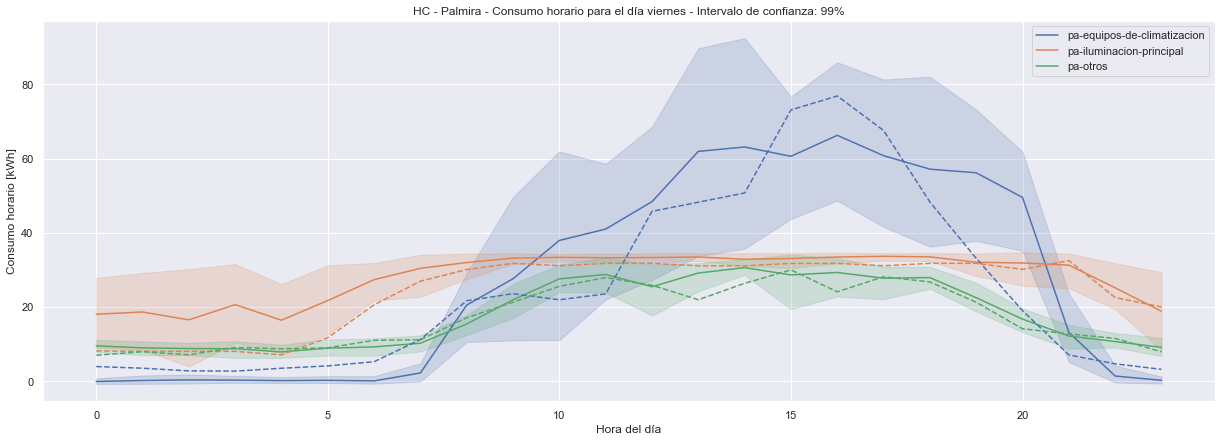 HC - Palmira - Consumo horario para el día viernes - Intervalo de confianza: 99%
pa-equipos-de-climatizacion
pa-iluminacion-principal
pa-otros
Consumo horario [kWh]
80
60
40
20
0
0 5 10 15 20
Hora del día